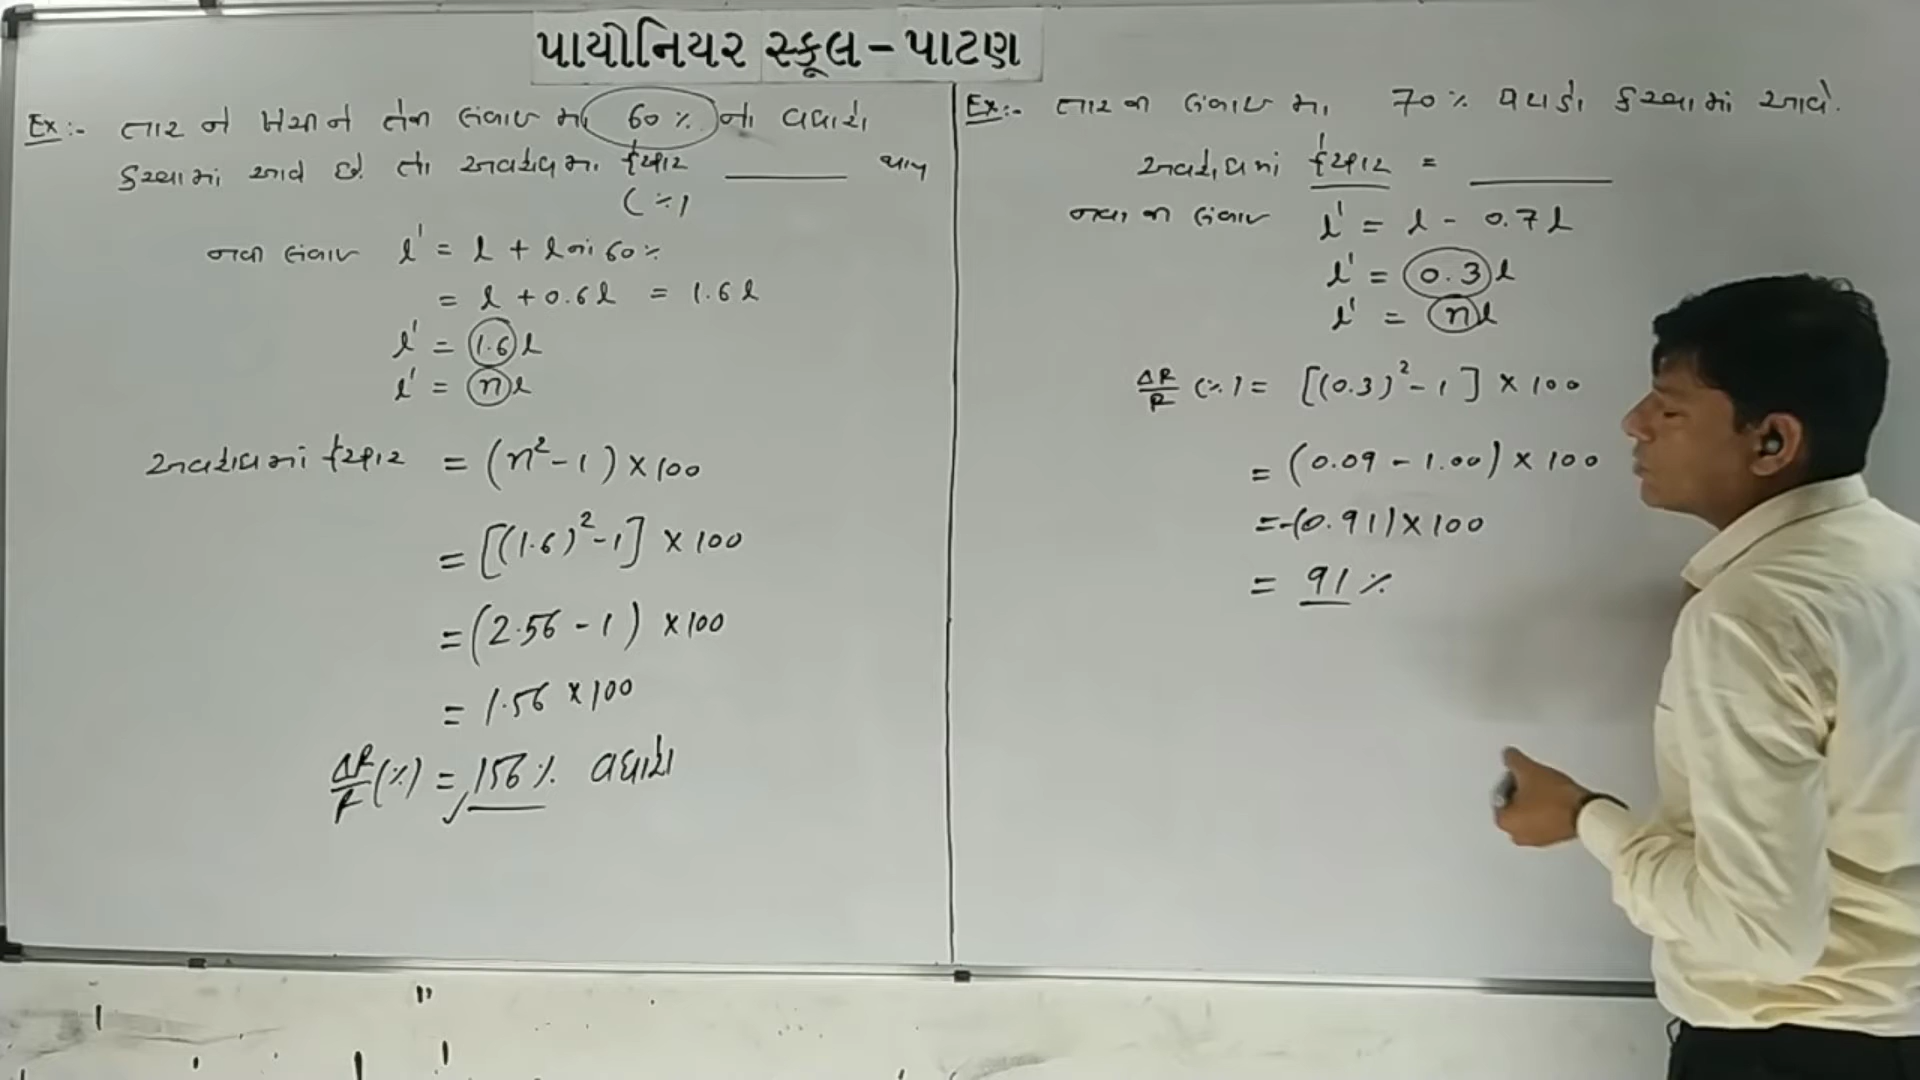 પાયોનિયર સ્કૂલ - પાટણ
Ex:- તાર ને ખેંચીને તેની લંબાઈ માં 60% નો વધારો
કરવામાં આવે છે તો અવરોધમાં ફેરફાર ______ થાય
(%)
નવી લંબાઈ l' = l + l ના 60%
= l + 0.6l = 1.6l
l' = 1.6 l
l' = n l
અવરોધમાં ફેરફાર = (n² - 1) × 100
= [(1.6)² - 1] × 100
= (2.56 - 1) × 100
= 1.56 × 100
ΔR/R (%) = 156% વધારો
Ex:- તારની લંબાઈમાં 70% ઘટાડો કરવામાં આવે.
અવરોધમાં ફેરફાર = ______
તારની લંબાઈ l' = l - 0.7l
l' = 0.3 l
l' = n l
ΔR/R (%) = [(0.3)² - 1] × 100
= (0.09 - 1.00) × 100
= -(0.91) × 100
= 91%